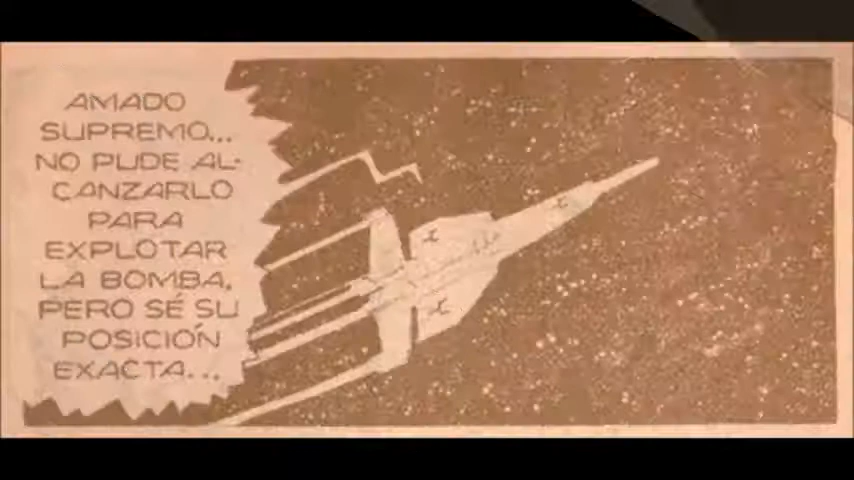 AMADO
SUPREMO...
NO PUDE AL-
CANZARLO
PARA
EXPLOTAR
LA BOMBA,
PERO SÉ SU
POSICIÓN
EXACTA...